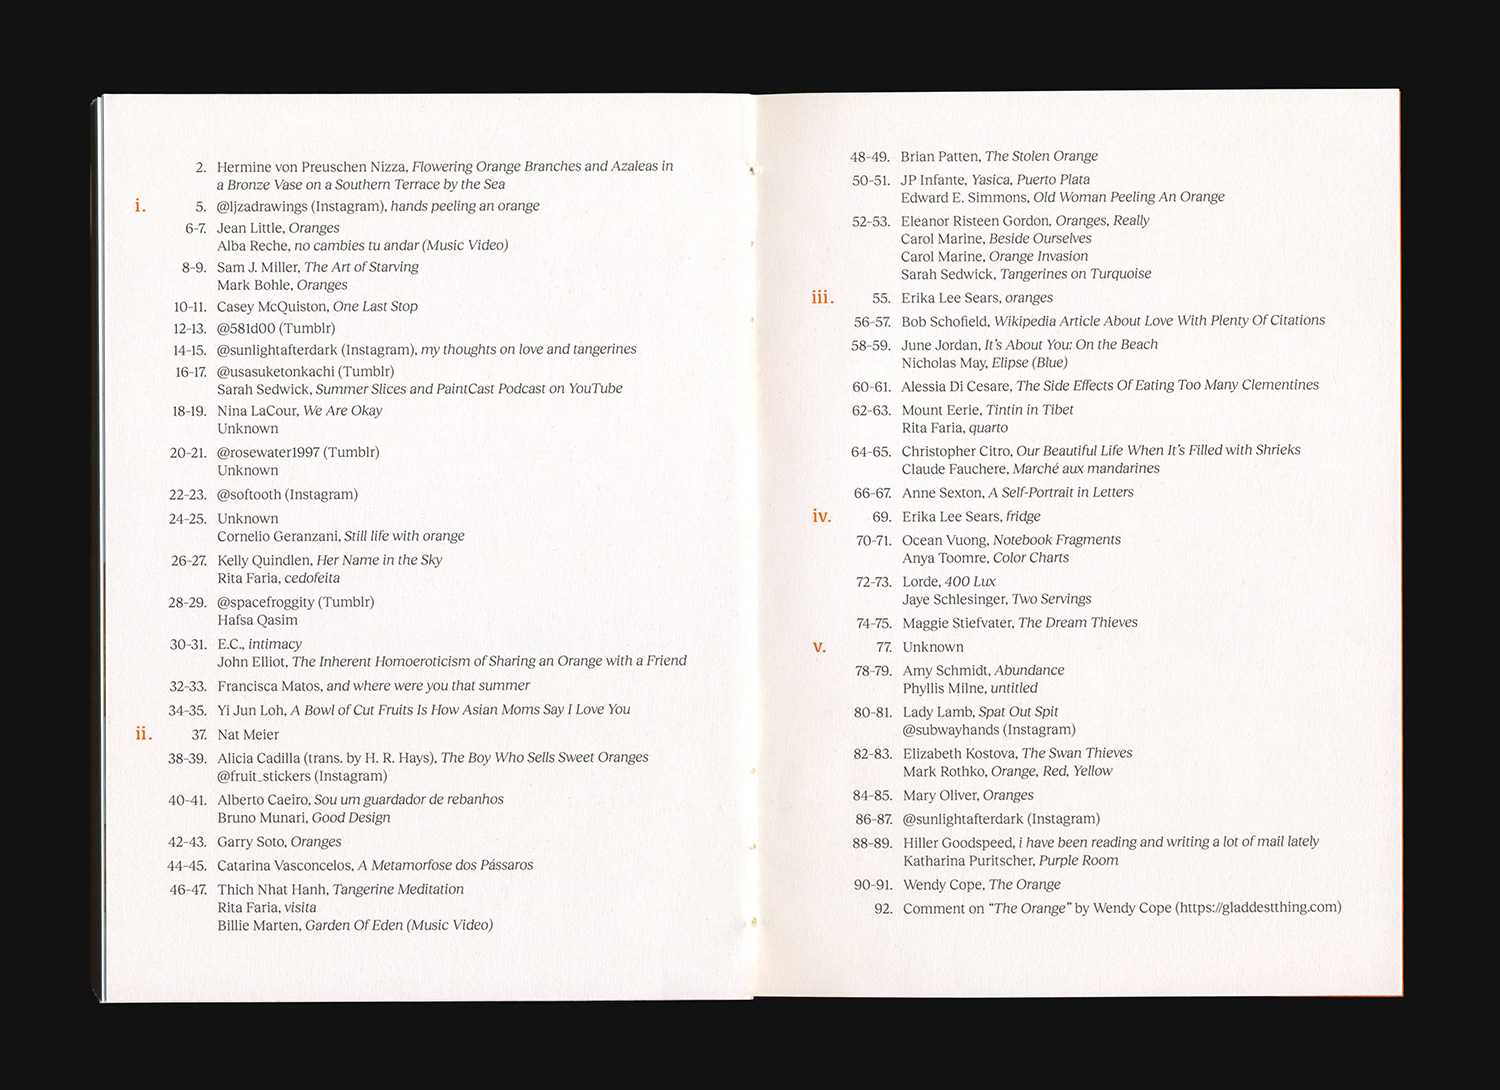 2. Hermine von Preuschen Nizza, Flowering Orange Branches and Azaleas in
a Bronze Vase on a Southern Terrace by the Sea
i. 5. @ljzadrawings (Instagram), hands peeling an orange
6-7. Jean Little, Oranges
Alba Reche, no cambies tu andar (Music Video)
8-9. Sam J. Miller, The Art of Starving
Mark Bohle, Oranges
10-11. Casey McQuiston, One Last Stop
12-13. @581d00 (Tumblr)
14-15. @sunlightafterdark (Instagram), my thoughts on love and tangerines
16-17. @usasuketonkachi (Tumblr)
Sarah Sedwick, Summer Slices and PaintCast Podcast on YouTube
18-19. Nina LaCour, We Are Okay
Unknown
20-21. @rosewater1997 (Tumblr)
Unknown
22-23. @softooth (Instagram)
24-25. Unknown
Cornelio Geranzani, Still life with orange
26-27. Kelly Quindlen, Her Name in the Sky
Rita Faria, cedofeita
28-29. @spacefroggity (Tumblr)
Hafsa Qasim
30-31. E.C., intimacy
John Elliot, The Inherent Homoeroticism of Sharing an Orange with a Friend
32-33. Francisca Matos, and where were you that summer
34-35. Yi Jun Loh, A Bowl of Cut Fruits Is How Asian Moms Say I Love You
ii. 37. Nat Meier
38-39. Alicia Cadilla (trans. by H. R. Hays), The Boy Who Sells Sweet Oranges
@fruit_stickers (Instagram)
40-41. Alberto Caeiro, Sou um guardador de rebanhos
Bruno Munari, Good Design
42-43. Garry Soto, Oranges
44-45. Catarina Vasconcelos, A Metamorfose dos Pássaros
46-47. Thich Nhat Hanh, Tangerine Meditation
Rita Faria, visita
Billie Marten, Garden Of Eden (Music Video)
48-49. Brian Patten, The Stolen Orange
50-51. JP Infante, Yasica, Puerto Plata
Edward E. Simmons, Old Woman Peeling An Orange
52-53. Eleanor Risteen Gordon, Oranges, Really
Carol Marine, Beside Ourselves
Carol Marine, Orange Invasion
Sarah Sedwick, Tangerines on Turquoise
iii. 55. Erika Lee Sears, oranges
56-57. Bob Schofield, Wikipedia Article About Love With Plenty Of Citations
58-59. June Jordan, It's About You: On the Beach
Nicholas May, Elipse (Blue)
60-61. Alessia Di Cesare, The Side Effects Of Eating Too Many Clementines
62-63. Mount Eerie, Tintin in Tibet
Rita Faria, quarto
64-65. Christopher Citro, Our Beautiful Life When It's Filled with Shrieks
Claude Fauchere, Marché aux mandarines
66-67. Anne Sexton, A Self-Portrait in Letters
iv. 69. Erika Lee Sears, fridge
70-71. Ocean Vuong, Notebook Fragments
Anya Toomre, Color Charts
72-73. Lorde, 400 Lux
Jaye Schlesinger, Two Servings
74-75. Maggie Stiefvater, The Dream Thieves
v. 77. Unknown
78-79. Amy Schmidt, Abundance
Phyllis Milne, untitled
80-81. Lady Lamb, Spat Out Spit
@subwayhands (Instagram)
82-83. Elizabeth Kostova, The Swan Thieves
Mark Rothko, Orange, Red, Yellow
84-85. Mary Oliver, Oranges
86-87. @sunlightafterdark (Instagram)
88-89. Hiller Goodspeed, i have been reading and writing a lot of mail lately
Katharina Puritscher, Purple Room
90-91. Wendy Cope, The Orange
92. Comment on "The Orange" by Wendy Cope (https://gladdestthing.com)